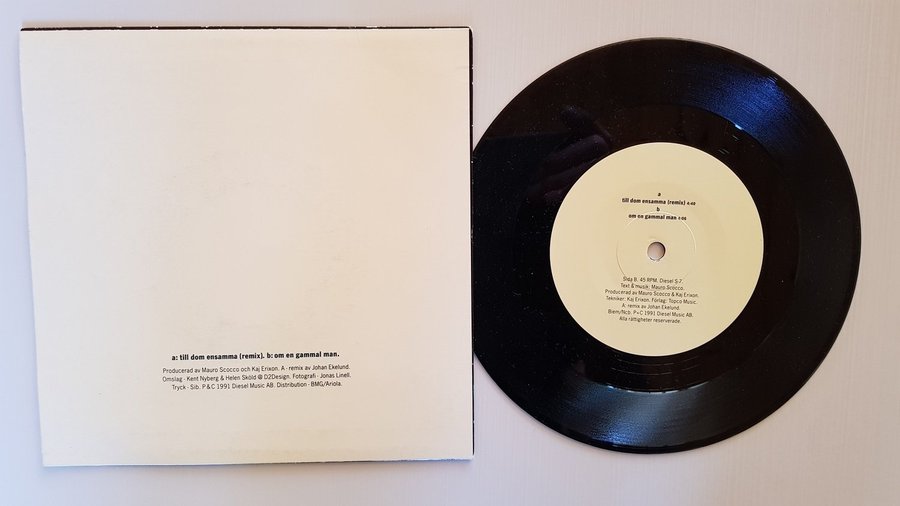 a: till dom ensamma (remix). b: om en gammal man.
Producerad av Mauro Scocco och Kaj Erixon. A - remix av Johan Ekelund.
Omslag - Kent Nyberg & Helen Sköld @ D2Design. Fotografi - Jonas Linell.
Tryck - Sib. P & C 1991 Diesel Music AB. Distribution - BMG/Ariola.
a
till dom ensamma (remix)
b
om en gammal man
Sida B. 45 RPM. Diesel S-7.
Text & musik: Mauro Scocco.
Producerad av Mauro Scocco & Kaj Erixon.
Tekniker: Kaj Erixon. Förlag: Topco Music.
A: remix av Johan Ekelund.
Biem/Ncb. P+C 1991 Diesel Music AB.
Alla rättigheter reserverade.